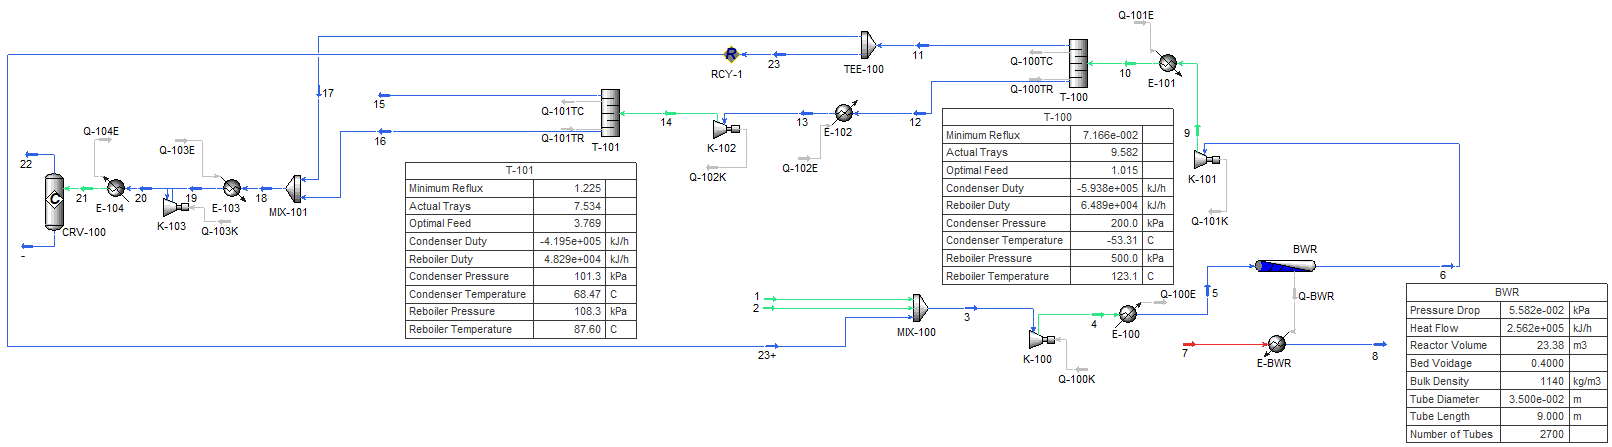 Q-101E
11
23
R
RCY-1
TEE-100
Q-100TC
Q-100TR
T-100
10
E-101
9
K-101
Q-101K
17
15
16
Q-101TC
Q-101TR
T-101
14
K-102
Q-102K
13
E-102
Q-102E
12
Q-104E
Q-103E
22
21
20
19
18
E-104
E-103
MIX-101
K-103
Q-103K
C
CRV-100
-
T-101
Minimum Reflux 1.225
Actual Trays 7.534
Optimal Feed 3.769
Condenser Duty -4.195e+005 kJ/h
Reboiler Duty 4.829e+004 kJ/h
Condenser Pressure 101.3 kPa
Condenser Temperature 68.47 C
Reboiler Pressure 108.3 kPa
Reboiler Temperature 87.60 C
T-100
Minimum Reflux 7.166e-002
Actual Trays 9.582
Optimal Feed 1.015
Condenser Duty -5.938e+005 kJ/h
Reboiler Duty 6.489e+004 kJ/h
Condenser Pressure 200.0 kPa
Condenser Temperature -53.31 C
Reboiler Pressure 500.0 kPa
Reboiler Temperature 123.1 C
1
2
23+
MIX-100
3
K-100
Q-100K
4
E-100
Q-100E
5
BWR
6
Q-BWR
7
E-BWR
8
BWR
Pressure Drop 5.582e-002 kPa
Heat Flow 2.562e+005 kJ/h
Reactor Volume 23.38 m3
Bed Voidage 0.4000
Bulk Density 1140 kg/m3
Tube Diameter 3.500e-002 m
Tube Length 9.000 m
Number of Tubes 2700